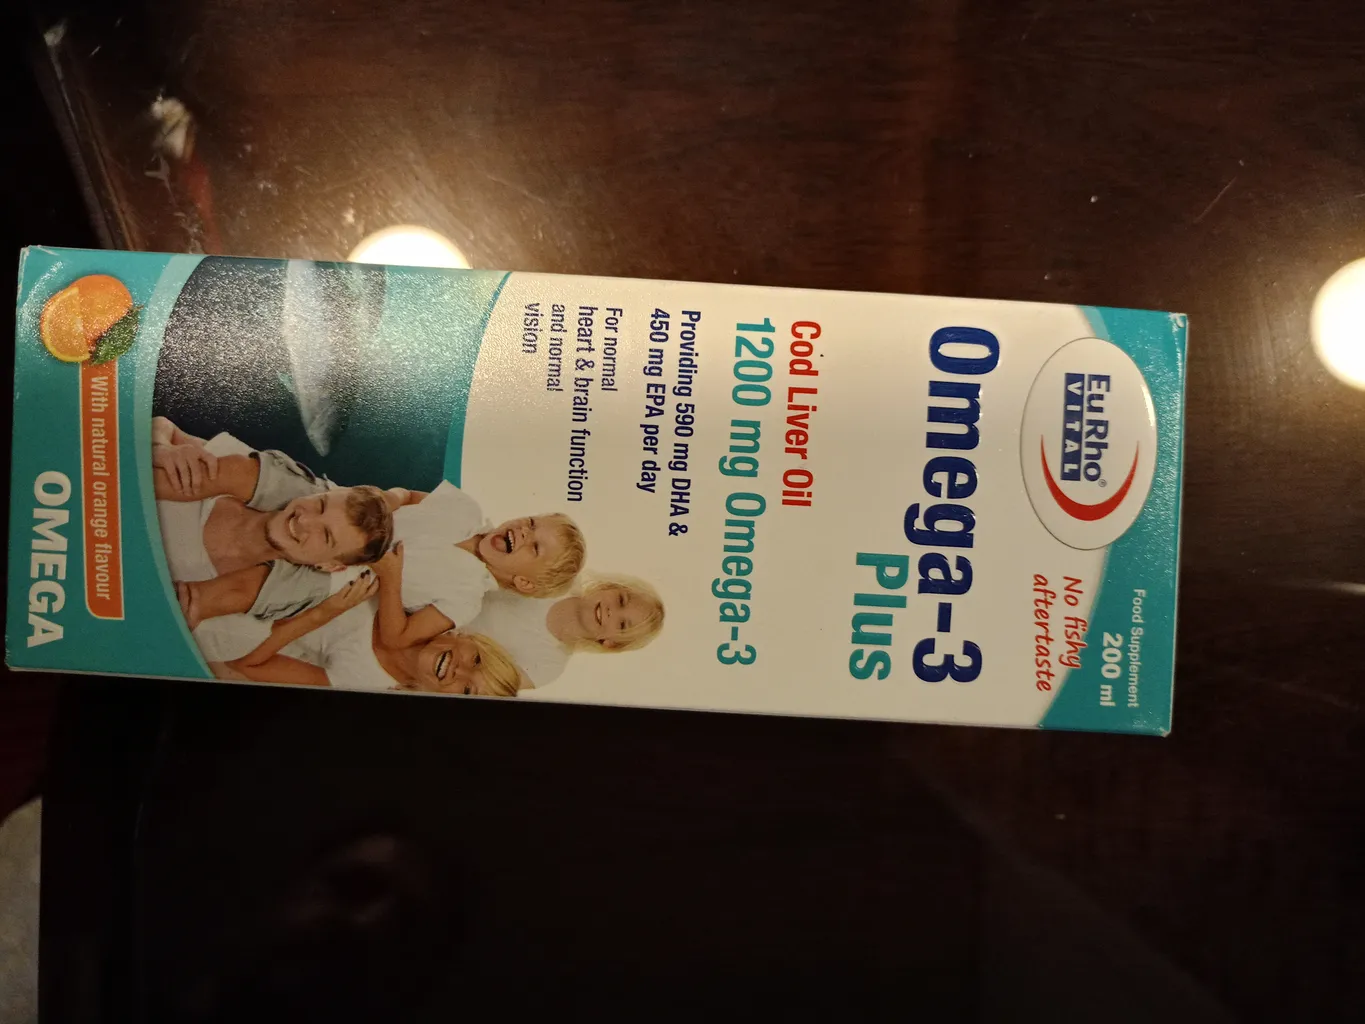 Food Supplement
200 ml
EuRho®
VITAL
No fishy
aftertaste
Omega-3
Plus
Cod Liver Oil
1200 mg Omega-3
Providing 590 mg DHA &
450 mg EPA per day
For normal
heart & brain function
and normal
vision
With natural orange flavour
OMEGA